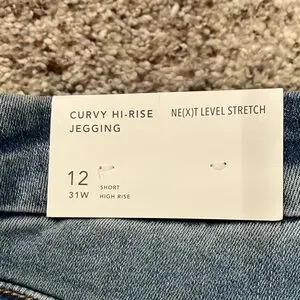 CURVY HI-RISE
JEGGING
NE(X)T LEVEL STRETCH
12
31W
SHORT
HIGH RISE